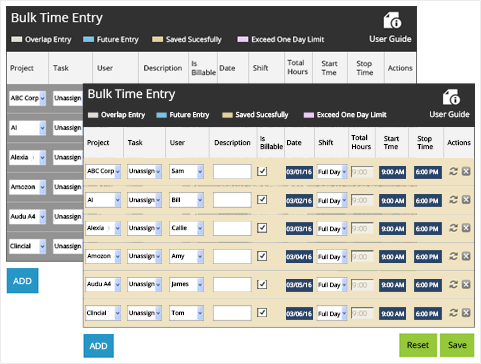 Bulk Time Entry
Overlap Entry Future Entry Saved Sucesfully Exceed One Day Limit User Guide
Project Task User Description Is Billable Date Shift Total Hours Start Tme Stop Time Actions
ABC Corp Unassign
AI Unassign
Alexia Unassign
Amozon Unassign
Audu A4 Unassign
Clincial Unassign
ADD
Bulk Time Entry
Overlap Entry Future Entry Saved Sucesfully Exceed One Day Limit User Guide
Project Task User Description Is Billable Date Shift Total Hours Start Tme Stop Time Actions
ABC Corp Unassign Sam 03/01/16 Full Day 9:00 9:00 AM 6:00 PM
AI Unassign Bill 03/02/16 Full Day 9:00 9:00 AM 6:00 PM
Alexia Unassign Callie 03/03/16 Full Day 9:00 9:00 AM 6:00 PM
Amozon Unassign Amy 03/04/16 Full Day 9:00 9:00 AM 6:00 PM
Audu A4 Unassign James 03/05/16 Full Day 9:00 9:00 AM 6:00 PM
Clincial Unassign Tom 03/06/16 Full Day 9:00 9:00 AM 6:00 PM
ADD Reset Save